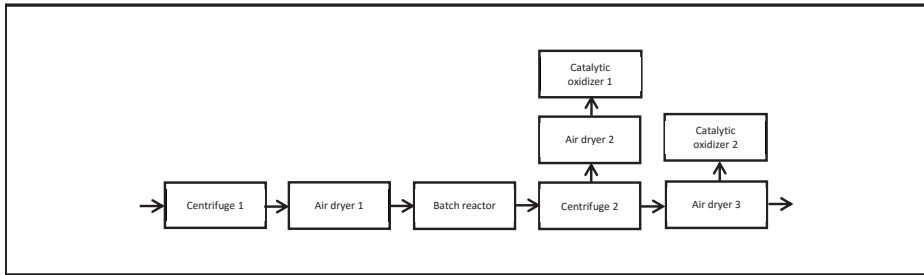 Catalytic
oxidizer 1
Air dryer 2
Catalytic
oxidizer 2
Centrifuge 1
Air dryer 1
Batch reactor
Centrifuge 2
Air dryer 3